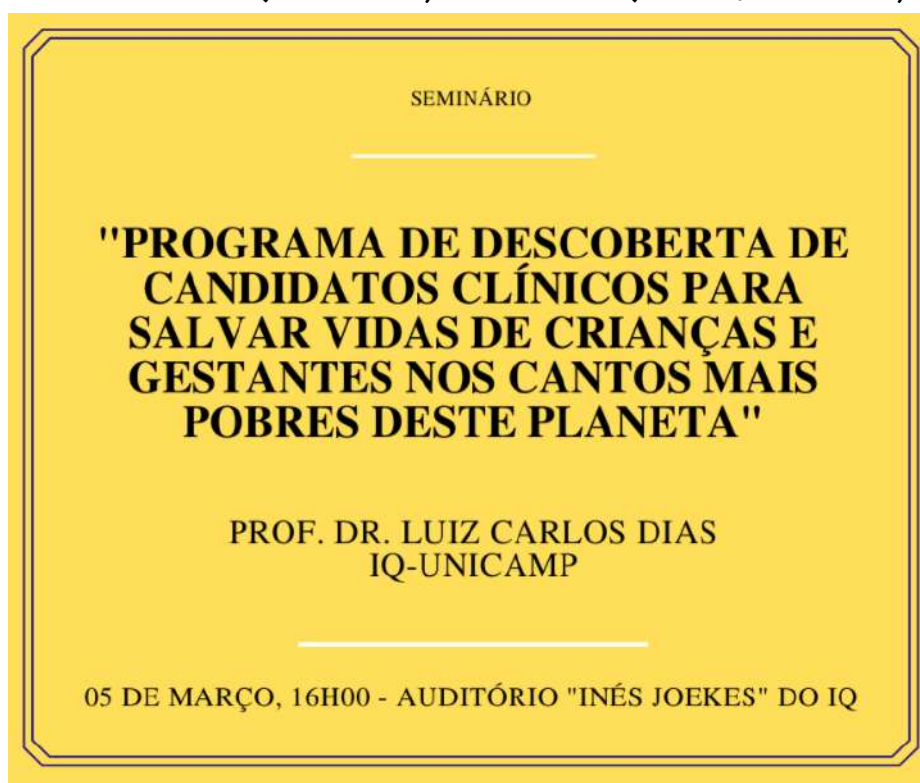 SEMINÁRIO
"PROGRAMA DE DESCOBERTA DE
CANDIDATOS CLÍNICOS PARA
SALVAR VIDAS DE CRIANÇAS E
GESTANTES NOS CANTOS MAIS
POBRES DESTE PLANETA"
PROF. DR. LUIZ CARLOS DIAS
IQ-UNICAMP
05 DE MARÇO, 16H00 - AUDITÓRIO "INÉS JOEKES" DO IQ